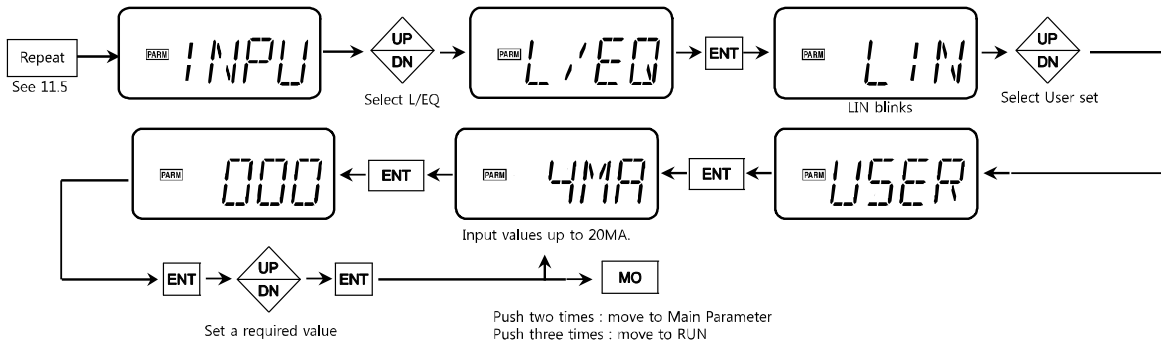 Repeat
See 11.5
PARM INPU
UP
DN
Select L/EQ
PARM L/EQ
ENT
PARM LIN
LIN blinks
UP
DN
Select User set
PARM USER
ENT
PARM 4MA
Input values up to 20MA.
ENT
PARM 000
ENT
UP
DN
Set a required value
ENT
MO
Push two times : move to Main Parameter
Push three times : move to RUN